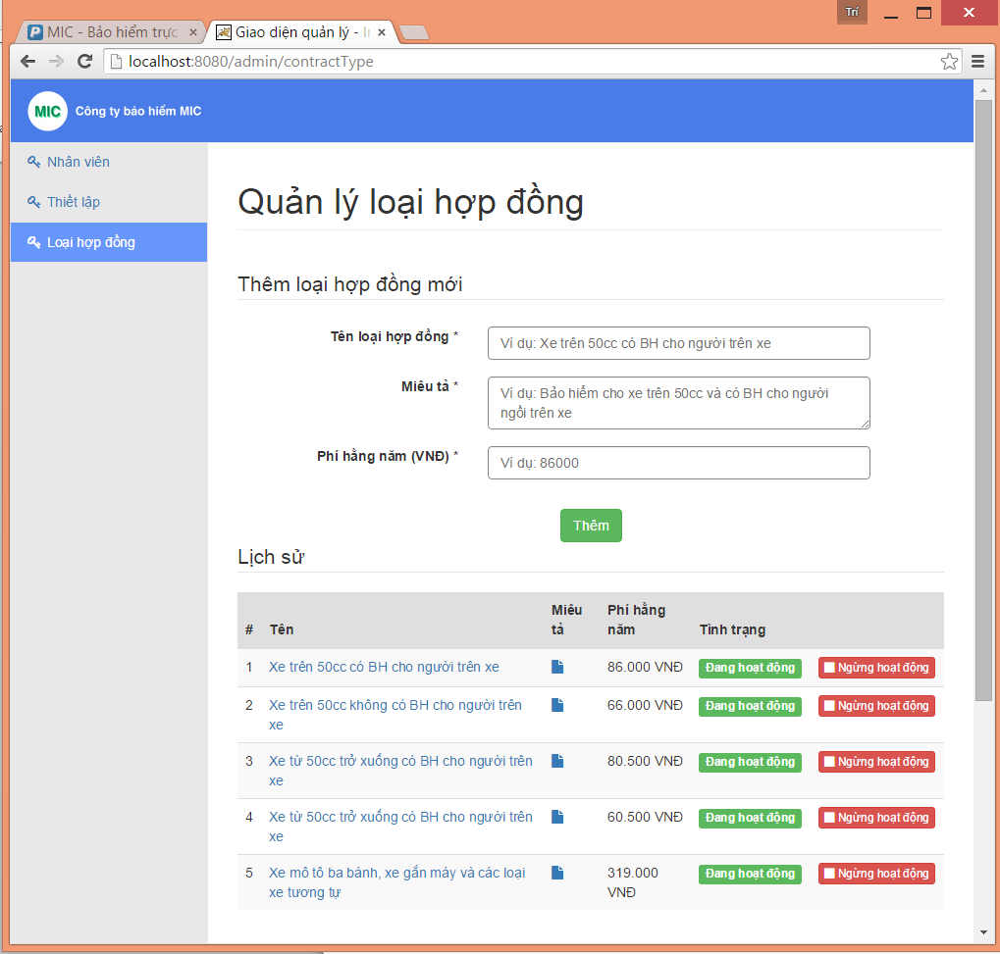 Trí
MIC - Bảo hiểm trực
Giao diện quản lý - I
localhost:8080/admin/contractType
MIC Công ty bảo hiểm MIC
Nhân viên
Thiết lập
Loại hợp đồng
Quản lý loại hợp đồng
Thêm loại hợp đồng mới
Tên loại hợp đồng *
Ví dụ: Xe trên 50cc có BH cho người trên xe
Miêu tả *
Ví dụ: Bảo hiểm cho xe trên 50cc và có BH cho người
ngồi trên xe
Phí hằng năm (VNĐ) *
Ví dụ: 86000
Thêm
Lịch sử
# Tên Miêu tả Phí hằng năm Tình trạng
1 Xe trên 50cc có BH cho người trên xe 86.000 VNĐ Đang hoạt động Ngừng hoạt động
2 Xe trên 50cc không có BH cho người trên 66.000 VNĐ Đang hoạt động Ngừng hoạt động
xe
3 Xe từ 50cc trở xuống có BH cho người trên 80.500 VNĐ Đang hoạt động Ngừng hoạt động
xe
4 Xe từ 50cc trở xuống có BH cho người trên 60.500 VNĐ Đang hoạt động Ngừng hoạt động
xe
5 Xe mô tô ba bánh, xe gắn máy và các loại 319.000 Đang hoạt động Ngừng hoạt động
xe tương tự VNĐ